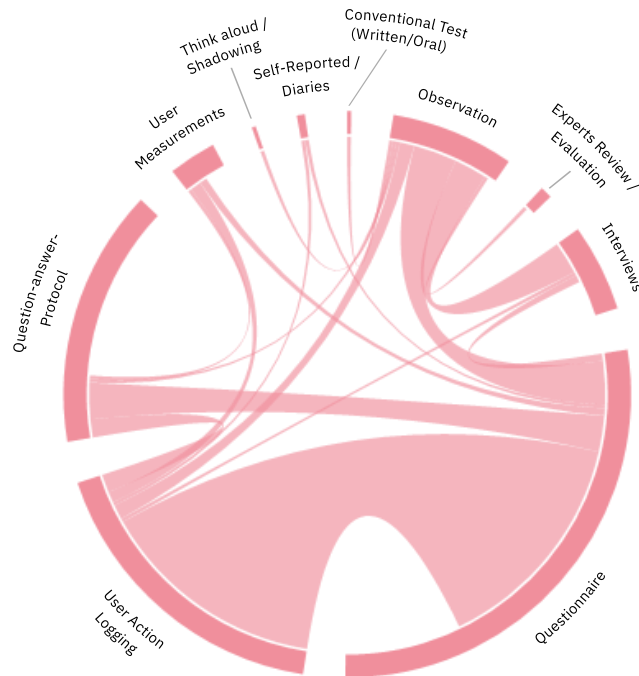 Think aloud /
Shadowing
Conventional Test
(Written/Oral)
Self-Reported /
Diaries
Observation
User
Measurements
Experts Review /
Evaluation
Interviews
Question-answer-
Protocol
User Action
Logging
Questionnaire